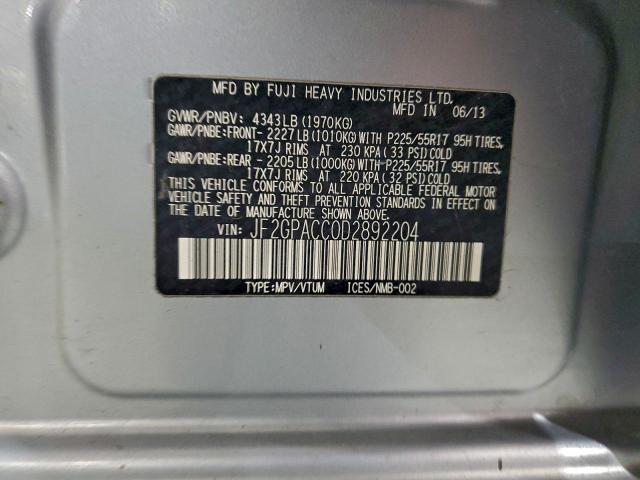 MFD BY FUJI HEAVY INDUSTRIES LTD.
MFD IN 06/13
GVWR/PNBV: 4343LB(1970KG)
GAWR/PNBE:FRONT- 2227LB(1010KG)WITH P225/55R17 95H TIRES,
17X7J RIMS AT 230 KPA(33 PSI)COLD
GAWR/PNBE:REAR - 2205LB(1000KG)WITH P225/55R17 95H TIRES,
17X7J RIMS AT 220 KPA(32 PSI)COLD
THIS VEHICLE CONFORMS TO ALL APPLICABLE FEDERAL MOTOR
VEHICLE SAFETY AND THEFT PREVENTION STANDARDS
IN EFFECT ON THE DATE OF MANUFACTURE SHOWN ABOVE.
VIN: JF2GPACC0D2892204
TYPE:MPV/VTUM ICES/NMB-002